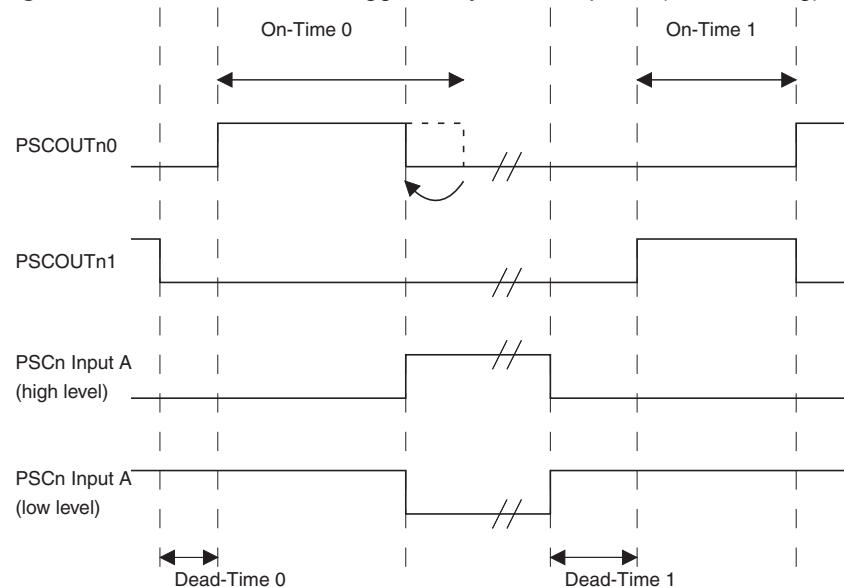 On-Time 0
On-Time 1
PSCOUTn0
PSCOUTn1
PSCn Input A
(high level)
PSCn Input A
(low level)
Dead-Time 0
Dead-Time 1